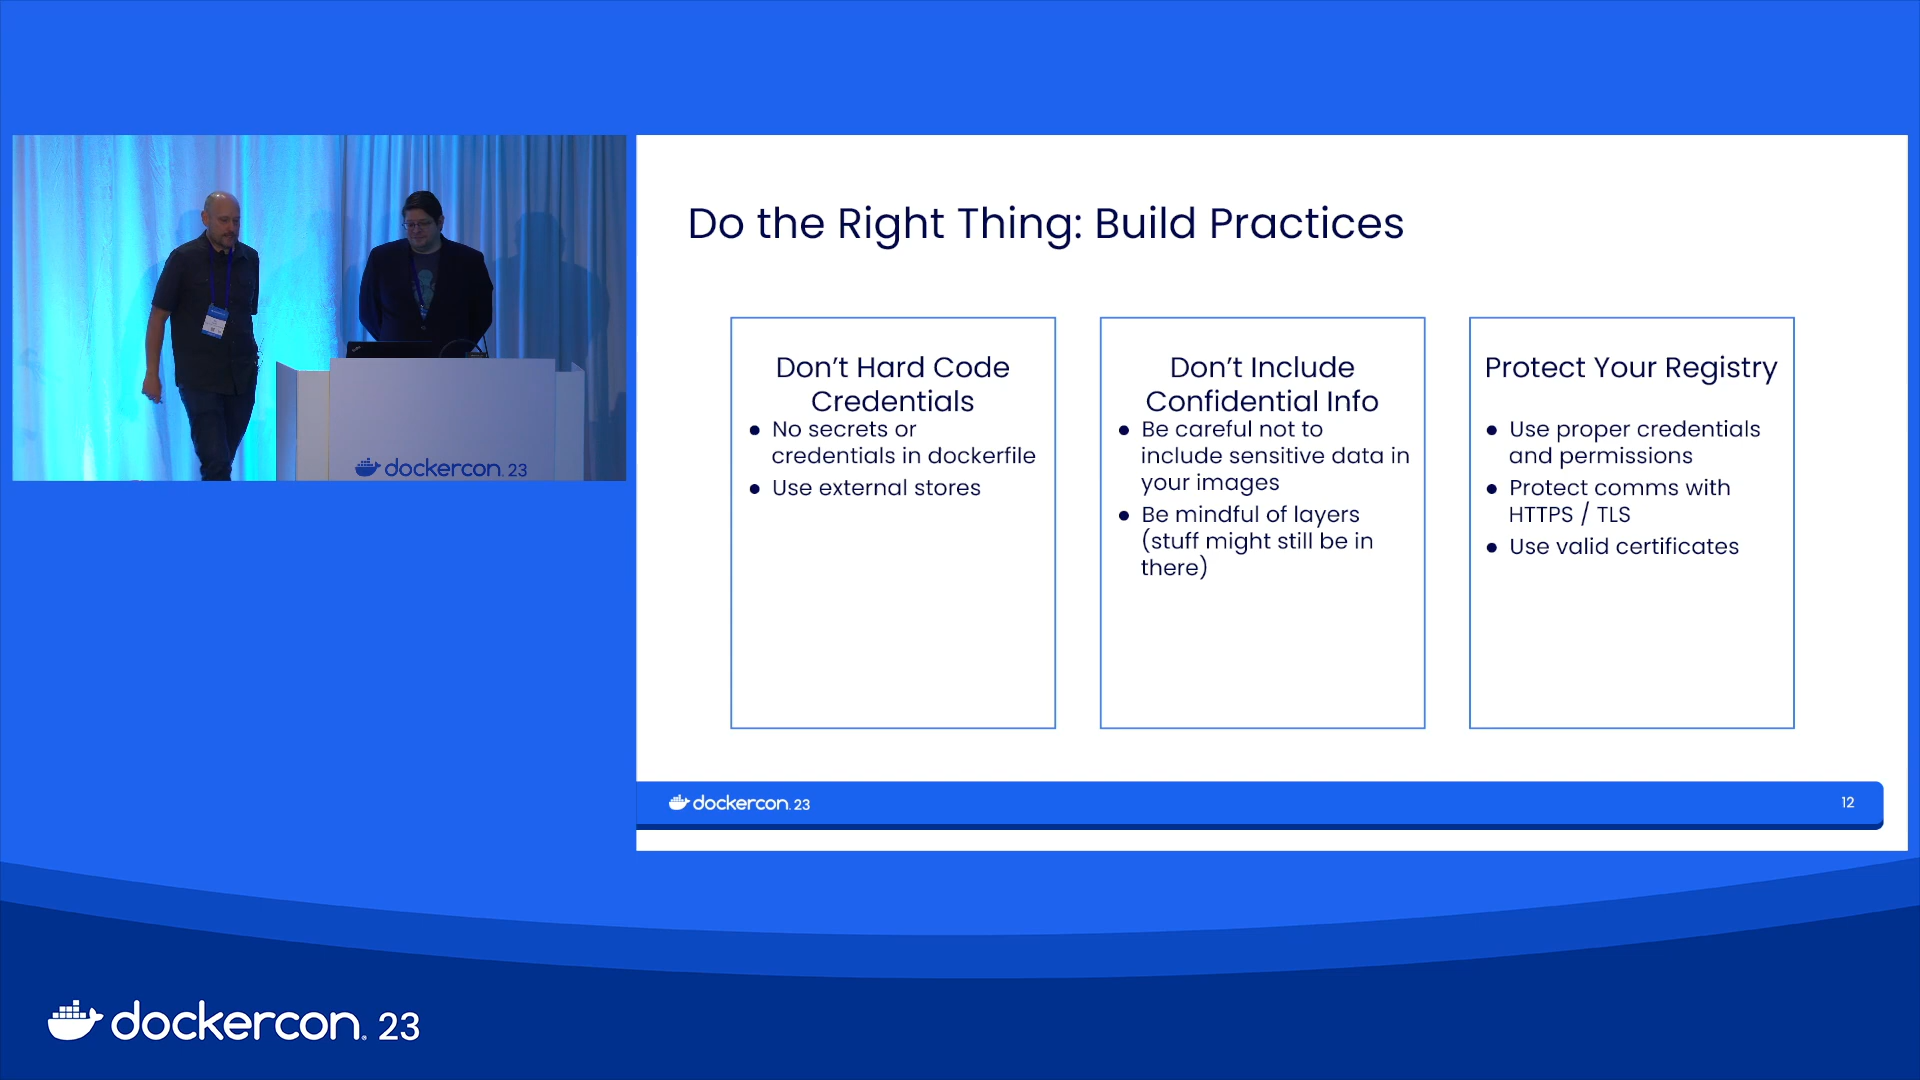 Do the Right Thing: Build Practices
Don’t Hard Code
Credentials
● No secrets or
credentials in dockerfile
● Use external stores
Don’t Include
Confidential Info
● Be careful not to
include sensitive data in
your images
● Be mindful of layers
(stuff might still be in
there)
Protect Your Registry
● Use proper credentials
and permissions
● Protect comms with
HTTPS / TLS
● Use valid certificates
dockercon. 23
dockercon. 23
12
dockercon. 23